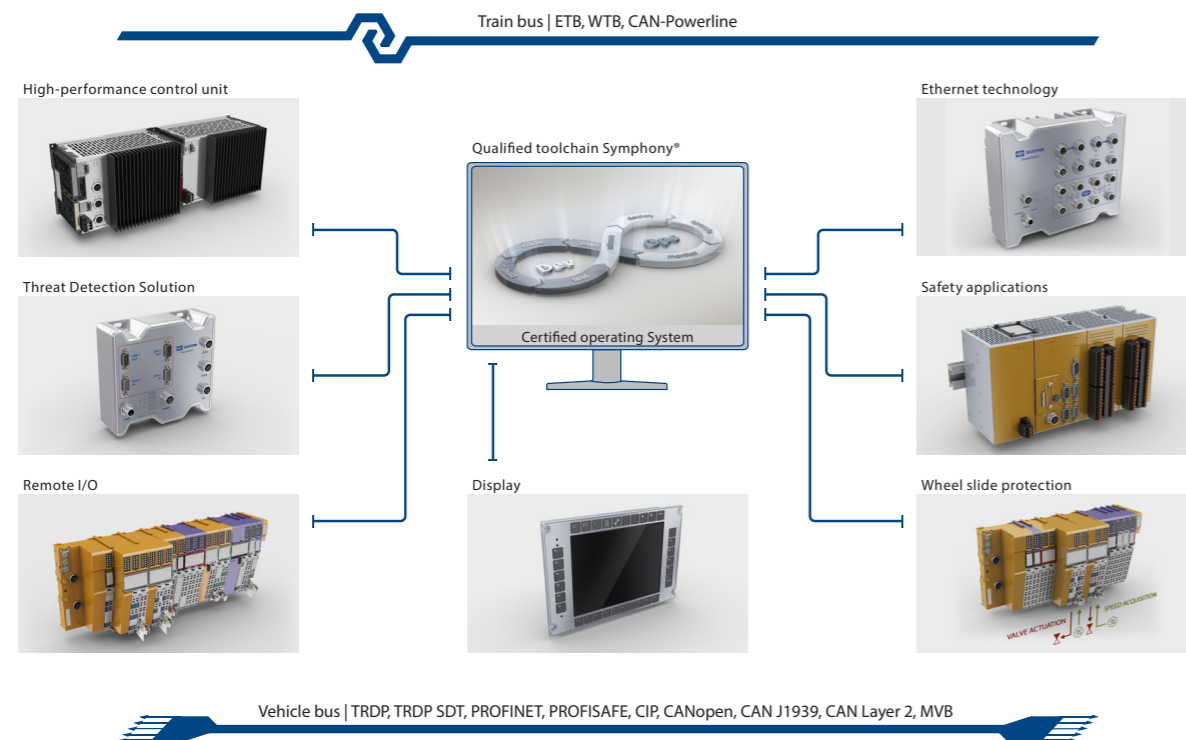 Train bus | ETB, WTB, CAN-Powerline
High-performance control unit
Ethernet technology
Qualified toolchain Symphony®
Dev
Ops
Threat Detection Solution
Safety applications
Certified operating System
Remote I/O
Display
Wheel slide protection
SPEED ACQUISITION
VALVE ACTUATION
Vehicle bus | TRDP, TRDP SDT, PROFINET, PROFISAFE, CIP, CANopen, CAN J1939, CAN Layer 2, MVB